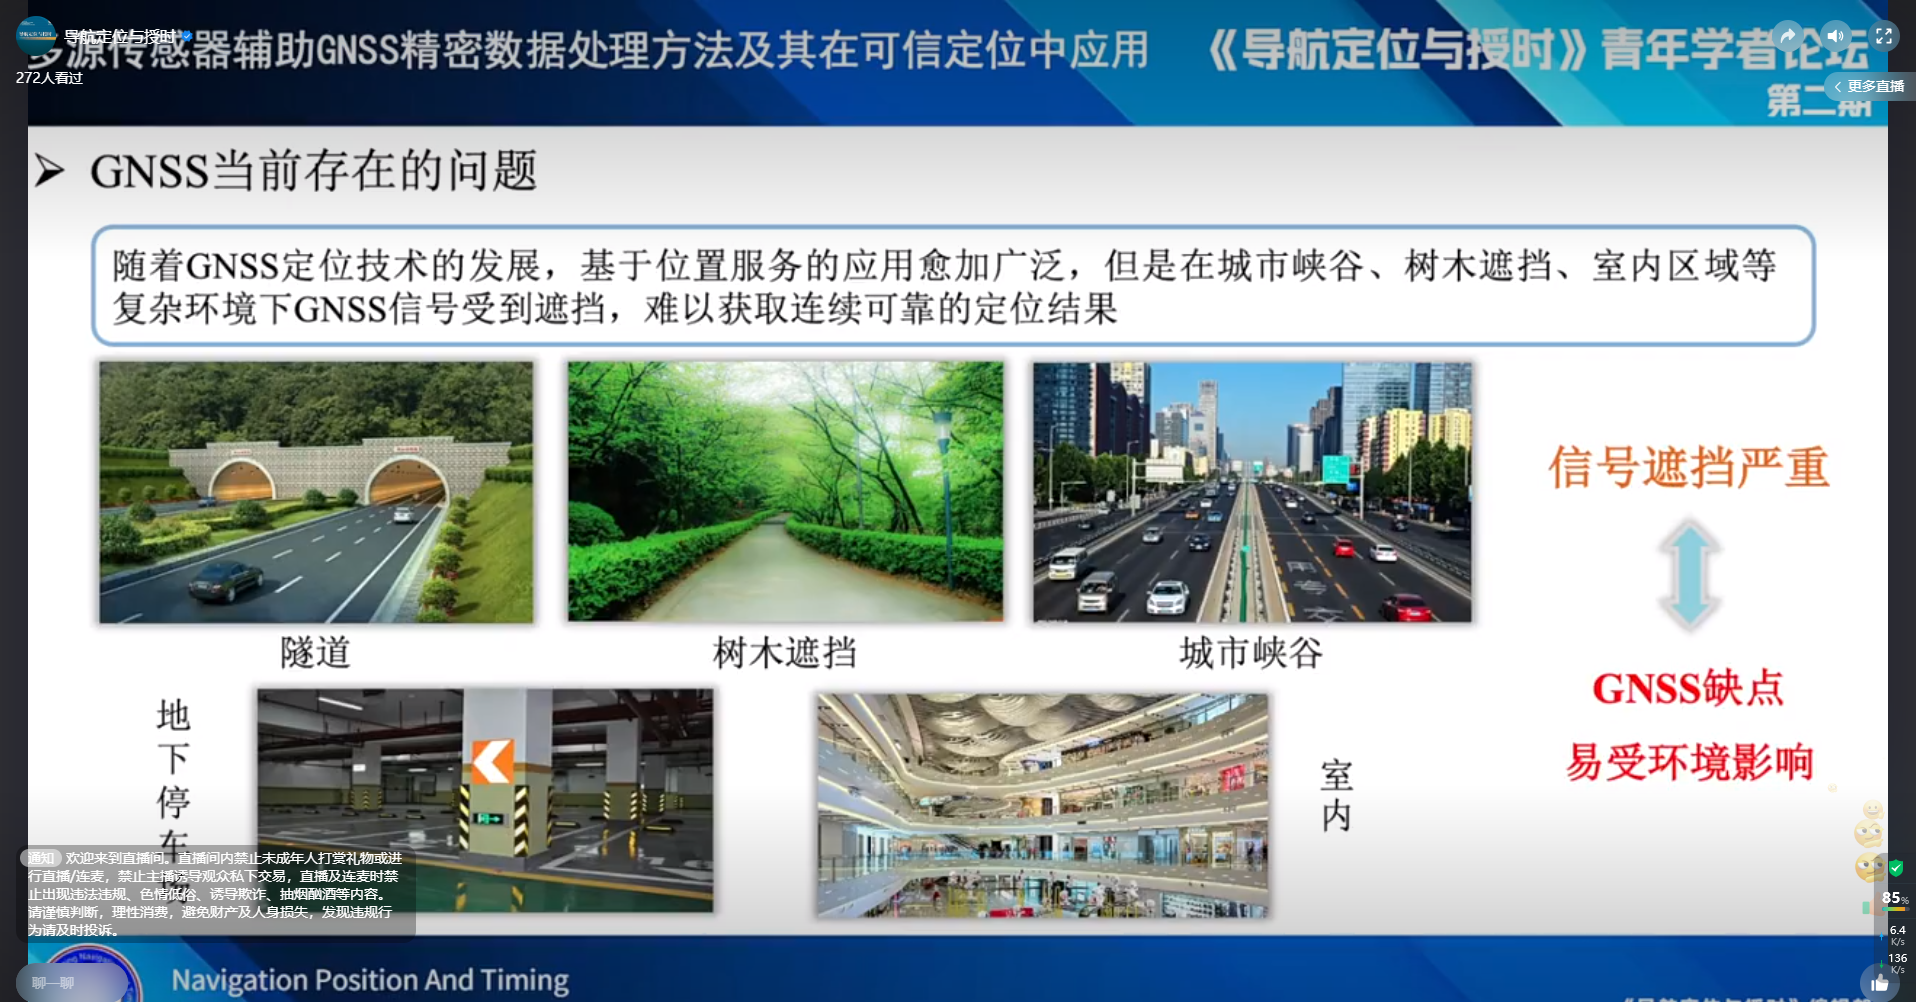 导航定位与授时
多源传感器辅助GNSS精密数据处理方法及其在可信定位中应用
《导航定位与授时》青年学者论坛
272人看过
更多直播
第二期
GNSS当前存在的问题
随着GNSS定位技术的发展，基于位置服务的应用愈加广泛，但是在城市峡谷、树木遮挡、室内区域等
复杂环境下GNSS信号受到遮挡，难以获取连续可靠的定位结果
信号遮挡严重
隧道
树木遮挡
城市峡谷
GNSS缺点
易受环境影响
地下停车
室内
通知 欢迎来到直播间。直播间内禁止未成年人打赏礼物或进
行直播/连麦，禁止主播诱导观众私下交易，直播及连麦时禁
止出现违法违规、色情低俗、诱导欺诈、抽烟酗酒等内容。
请谨慎判断，理性消费，避免财产及人身损失，发现违规行
为请及时投诉。
85%
6.4
K/s
136
K/s
聊一聊
Navigation Position And Timing